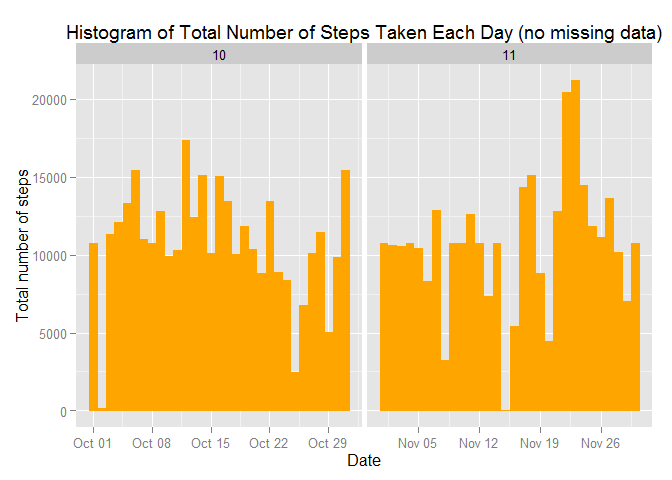 Histogram of Total Number of Steps Taken Each Day (no missing data)
10 11
20000
15000
10000
5000
0
Total number of steps
Oct 01 Oct 08 Oct 15 Oct 22 Oct 29 Nov 05 Nov 12 Nov 19 Nov 26
Date